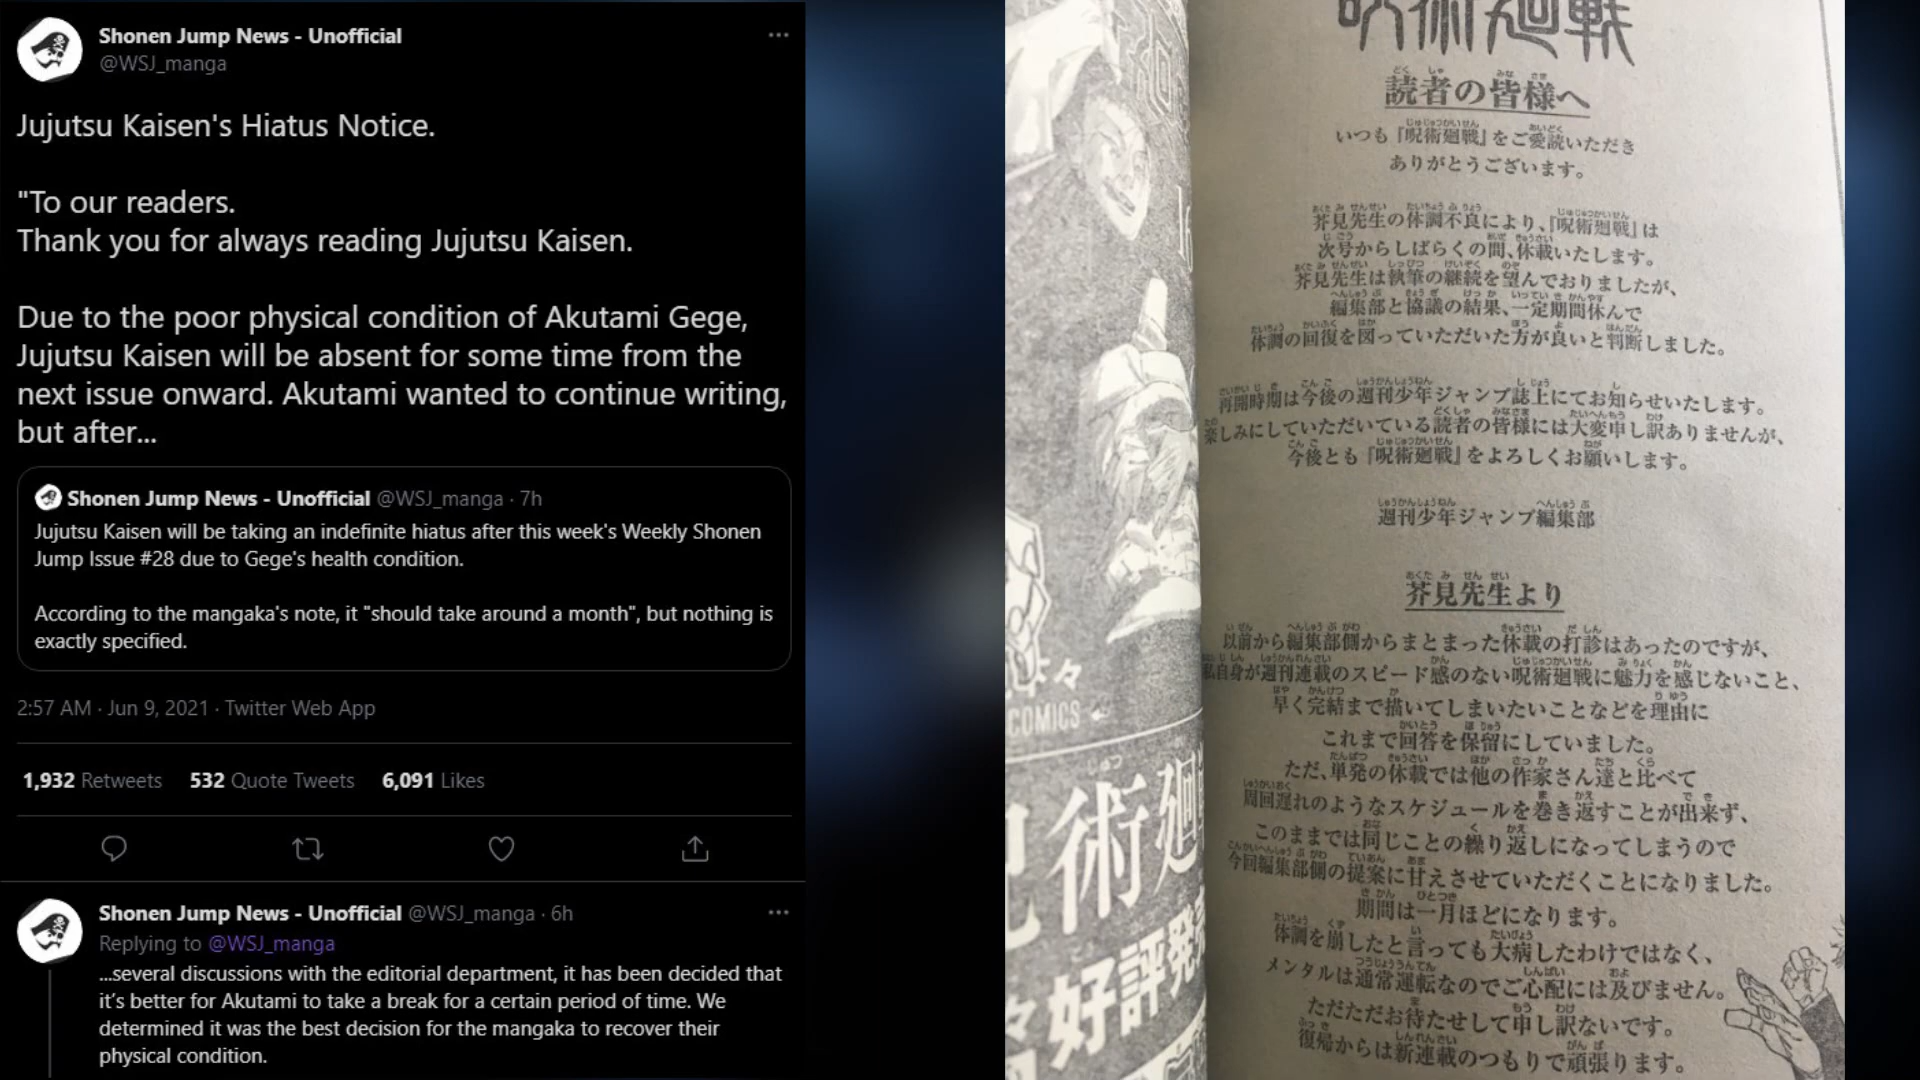 Shonen Jump News - Unofficial
@WSJ_manga
Jujutsu Kaisen's Hiatus Notice.
"To our readers.
Thank you for always reading Jujutsu Kaisen.
Due to the poor physical condition of Akutami Gege,
Jujutsu Kaisen will be absent for some time from the
next issue onward. Akutami wanted to continue writing,
but after...
Shonen Jump News - Unofficial @WSJ_manga · 7h
Jujutsu Kaisen will be taking an indefinite hiatus after this week's Weekly Shonen
Jump Issue #28 due to Gege's health condition.
According to the mangaka's note, it "should take around a month", but nothing is
exactly specified.
2:57 AM · Jun 9, 2021 · Twitter Web App
1,932 Retweets 532 Quote Tweets 6,091 Likes
Shonen Jump News - Unofficial @WSJ_manga · 6h
Replying to @WSJ_manga
...several discussions with the editorial department, it has been decided that
it's better for Akutami to take a break for a certain period of time. We
determined it was the best decision for the mangaka to recover their
physical condition.
呪術廻戦
読者の皆様へ
いつも『呪術廻戦』をご愛読いただき
ありがとうございます。
芥見先生の体調不良により、『呪術廻戦』は
次号からしばらくの間、休載いたします。
芥見先生は執筆の継続を望んでおりましたが、
編集部と協議の結果、一定期間休んで
体調の回復を図っていただいた方が良いと判断しました。
再開時期は今後の週刊少年ジャンプ誌上にてお知らせいたします。
楽しみにしていただいている読者の皆様には大変申し訳ありませんが、
今後とも『呪術廻戦』をよろしくお願いします。
週刊少年ジャンプ編集部
芥見先生より
以前から編集部側からまとまった休載の打診はあったのですが、
私自身が週刊連載のスピード感のない呪術廻戦に魅力を感じないこと、
早く完結まで描いてしまいたいことなどを理由に
これまで回答を保留にしていました。
ただ、単発の休載では他の作家さん達と比べて
周回遅れのようなスケジュールを巻き返すことが出来ず、
このままでは同じことの繰り返しになってしまうので
今回編集部側の提案に甘えさせていただくことになりました。
期間は一月ほどになります。
体調を崩したと言っても大病したわけではなく、
メンタルは通常運転なのでご心配には及びません。
ただただお待たせして申し訳ないです。
復帰からは新連載のつもりで頑張ります。
COMICS
術廻
好評発売